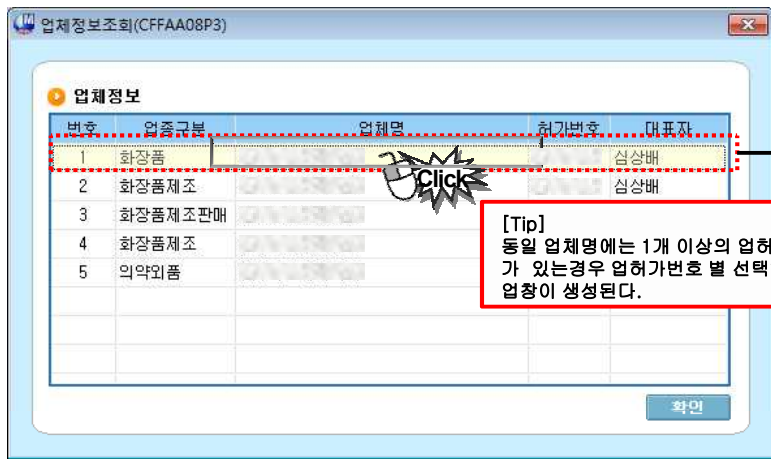 업체정보조회(CFFAA08P3)
업체정보
번호 업종구분 업체명 허가번호 대표자
1 화장품 심상배
Click
2 화장품제조 심상배
3 화장품제조판매
4 화장품제조
5 의약외품
[Tip]
동일 업체명에는 1개 이상의 업허
가 있는경우 업허가번호 별 선택
업창이 생성된다.
확인